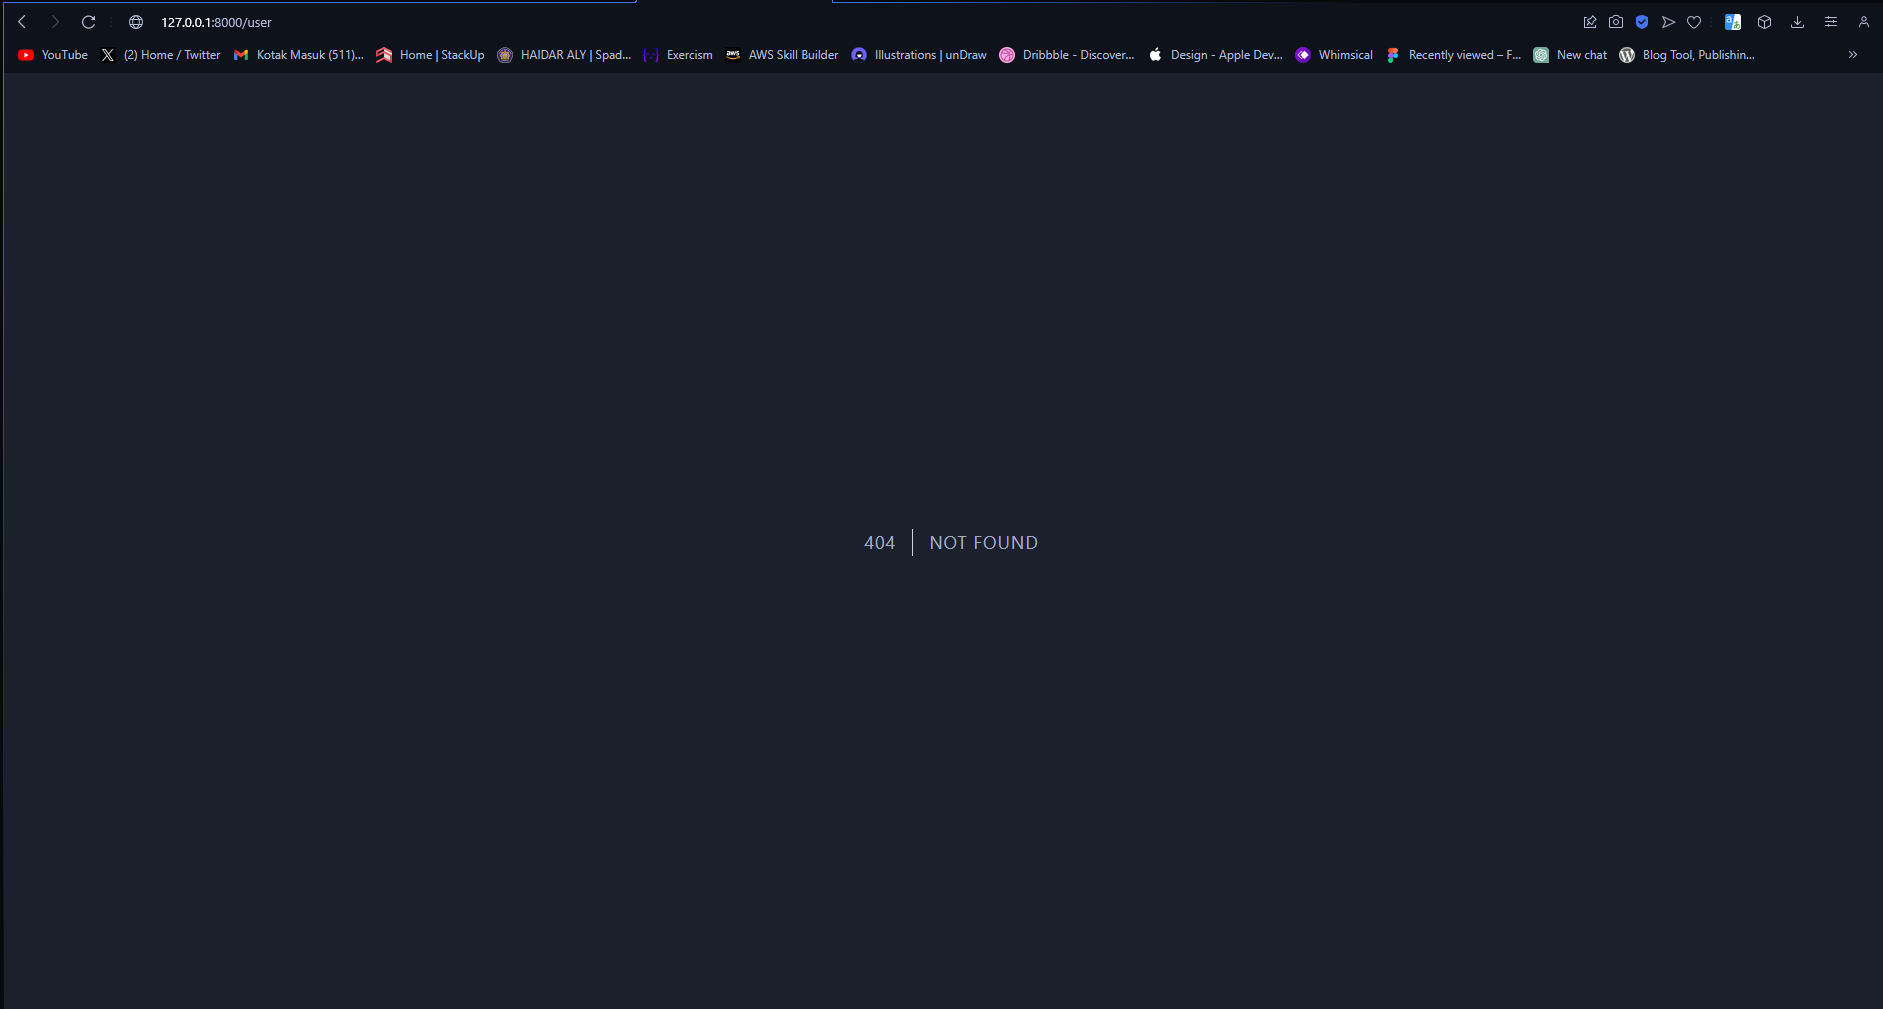 127.0.0.1:8000/user
YouTube (2) Home / Twitter Kotak Masuk (511)... Home | StackUp HAIDAR ALY | Spad... Exercism AWS Skill Builder Illustrations | unDraw Dribbble - Discover... Design - Apple Dev... Whimsical Recently viewed – F... New chat Blog Tool, Publishin...
404 NOT FOUND